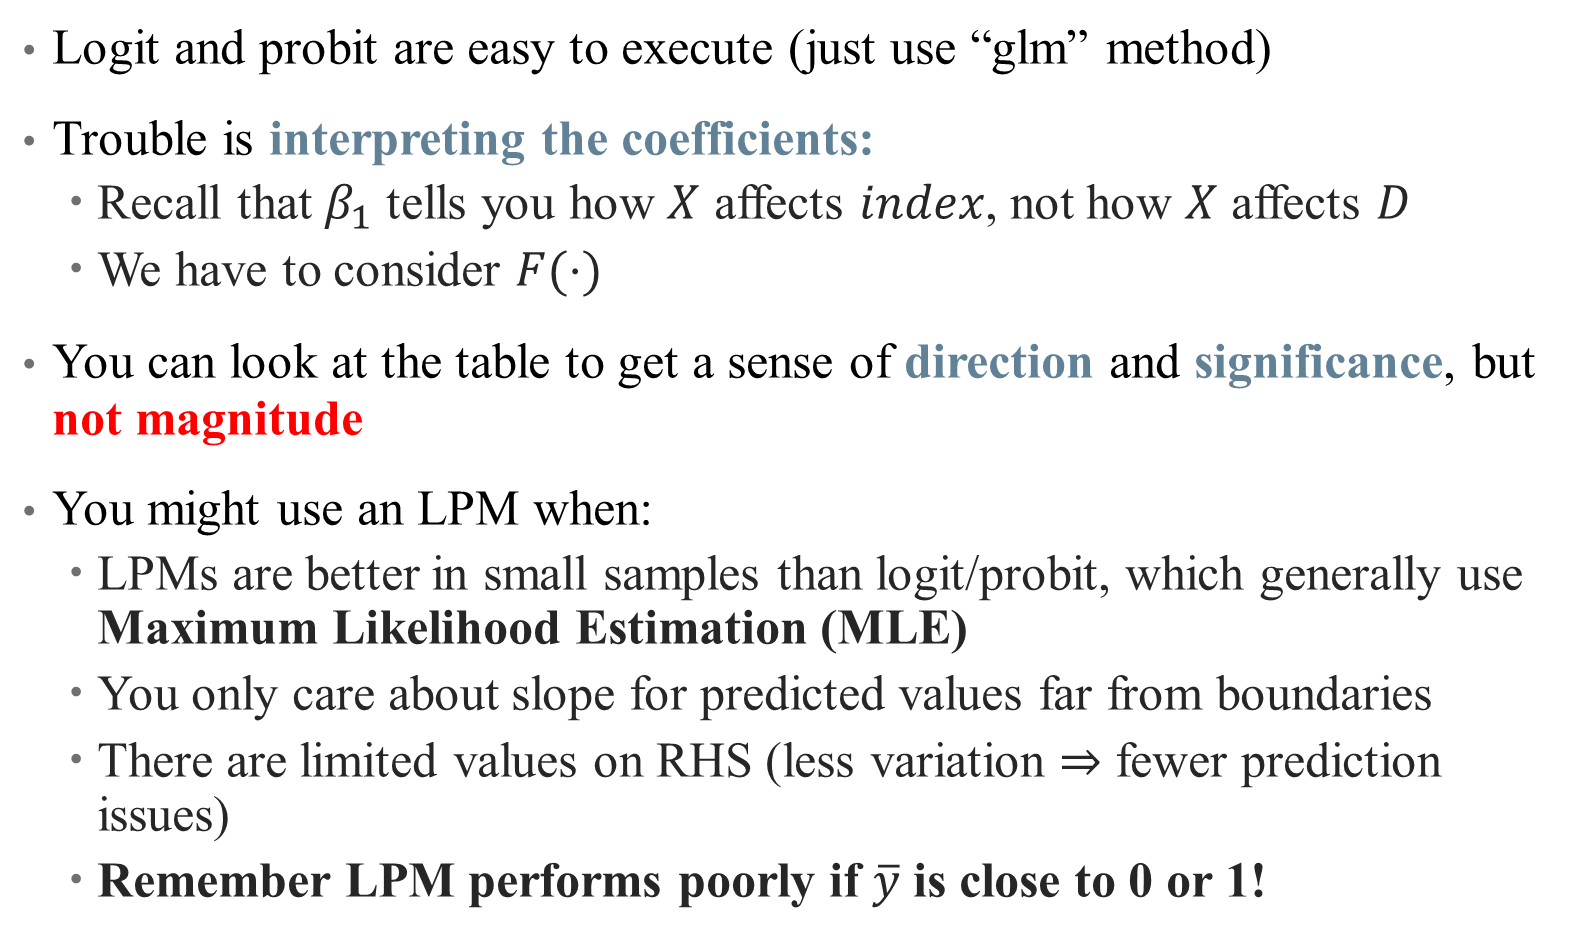 • Logit and probit are easy to execute (just use “glm” method)
• Trouble is interpreting the coefficients:
• Recall that β₁ tells you how X affects index, not how X affects D
• We have to consider F(·)
• You can look at the table to get a sense of direction and significance, but
not magnitude
• You might use an LPM when:
• LPMs are better in small samples than logit/probit, which generally use
Maximum Likelihood Estimation (MLE)
• You only care about slope for predicted values far from boundaries
• There are limited values on RHS (less variation ⇒ fewer prediction
issues)
• Remember LPM performs poorly if ȳ is close to 0 or 1!